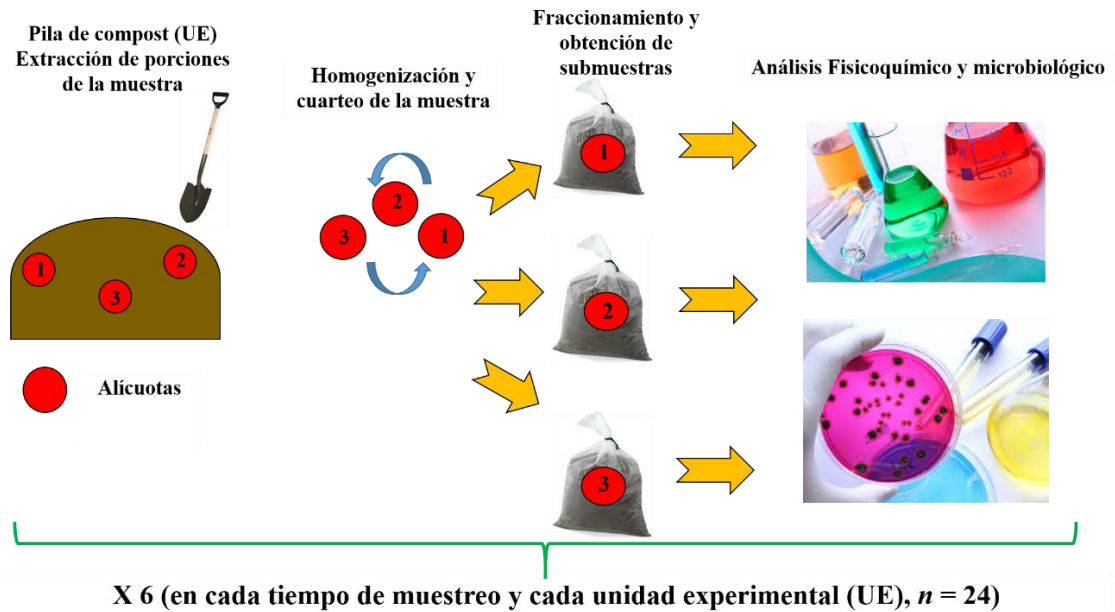 Pila de compost (UE)
Extracción de porciones
de la muestra
Homogenización y
cuarteo de la muestra
Fraccionamiento y
obtención de
submuestras
Análisis Fisicoquímico y microbiológico
1
2
3
2
3
1
1
2
3
150
100
Alícuotas
X 6 (en cada tiempo de muestreo y cada unidad experimental (UE), n = 24)